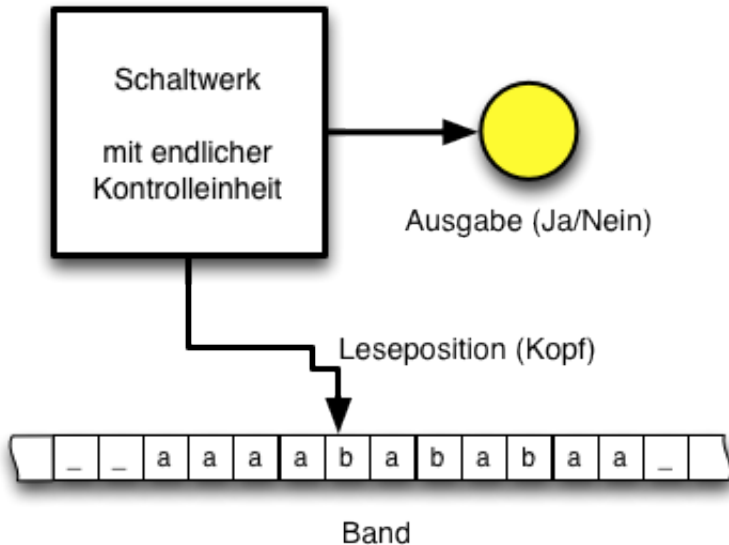 Schaltwerk
mit endlicher
Kontrolleinheit
Ausgabe (Ja/Nein)
Leseposition (Kopf)
_ _ a a a a b a b a b a a _
Band